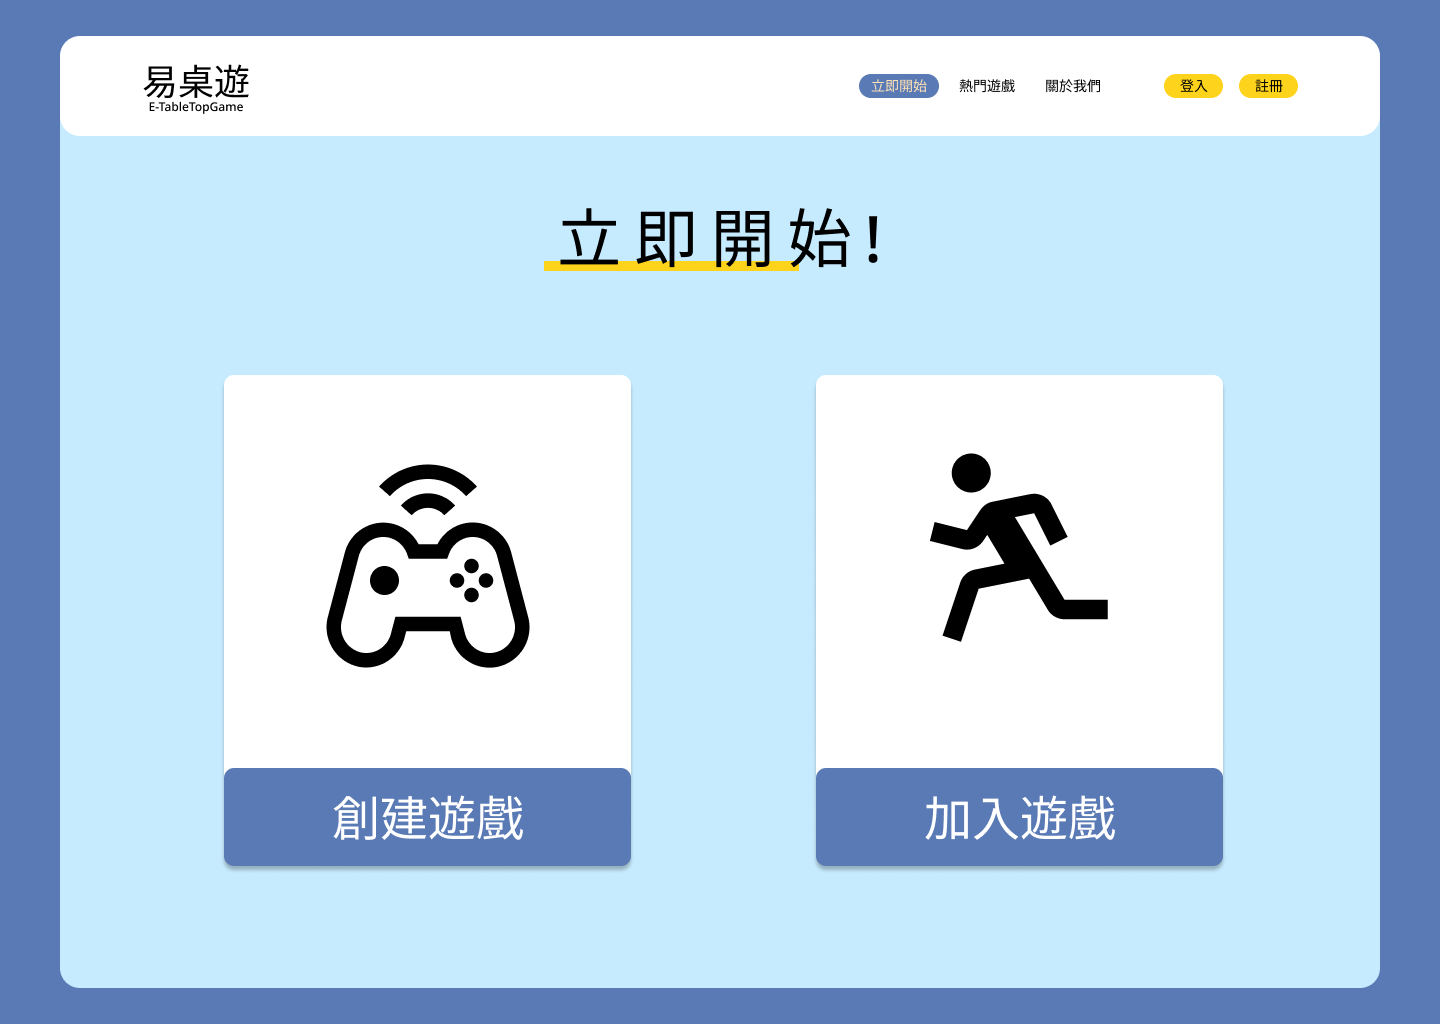 易桌遊
E-TableTopGame
立即開始
熱門遊戲
關於我們
登入
註冊
立即開始!
創建遊戲
加入遊戲